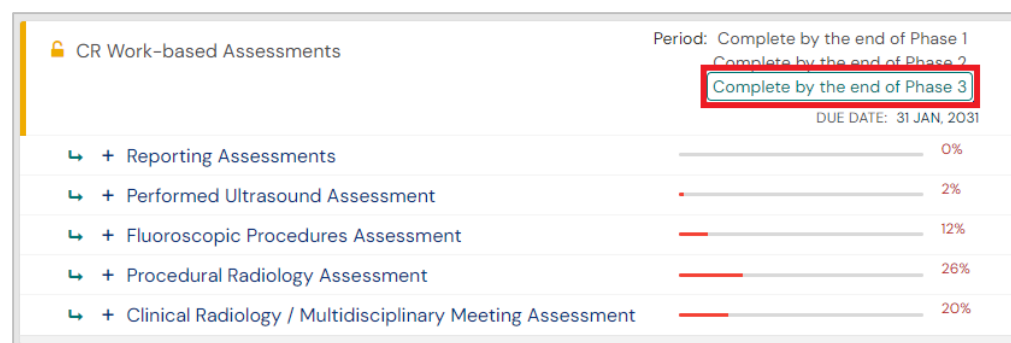 CR Work-based Assessments
Period: Complete by the end of Phase 1
Complete by the end of Phase 2
Complete by the end of Phase 3
DUE DATE: 31 JAN, 2031
+ Reporting Assessments 0%
+ Performed Ultrasound Assessment 2%
+ Fluoroscopic Procedures Assessment 12%
+ Procedural Radiology Assessment 26%
+ Clinical Radiology / Multidisciplinary Meeting Assessment 20%